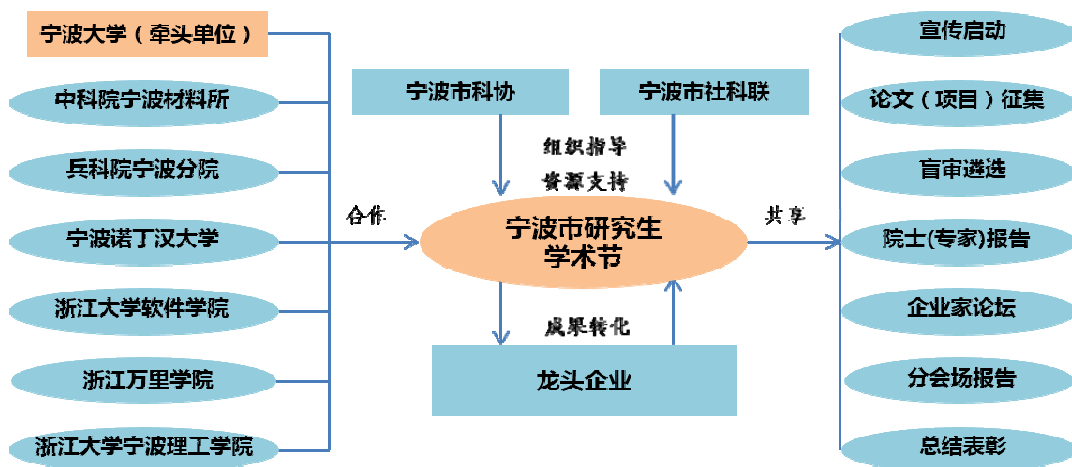 宁波大学（牵头单位）
中科院宁波材料所
兵科院宁波分院
宁波诺丁汉大学
浙江大学软件学院
浙江万里学院
浙江大学宁波理工学院
合作
宁波市科协
宁波市社科联
组织指导
资源支持
宁波市研究生
学术节
成果转化
龙头企业
共享
宣传启动
论文（项目）征集
盲审遴选
院士(专家)报告
企业家论坛
分会场报告
总结表彰